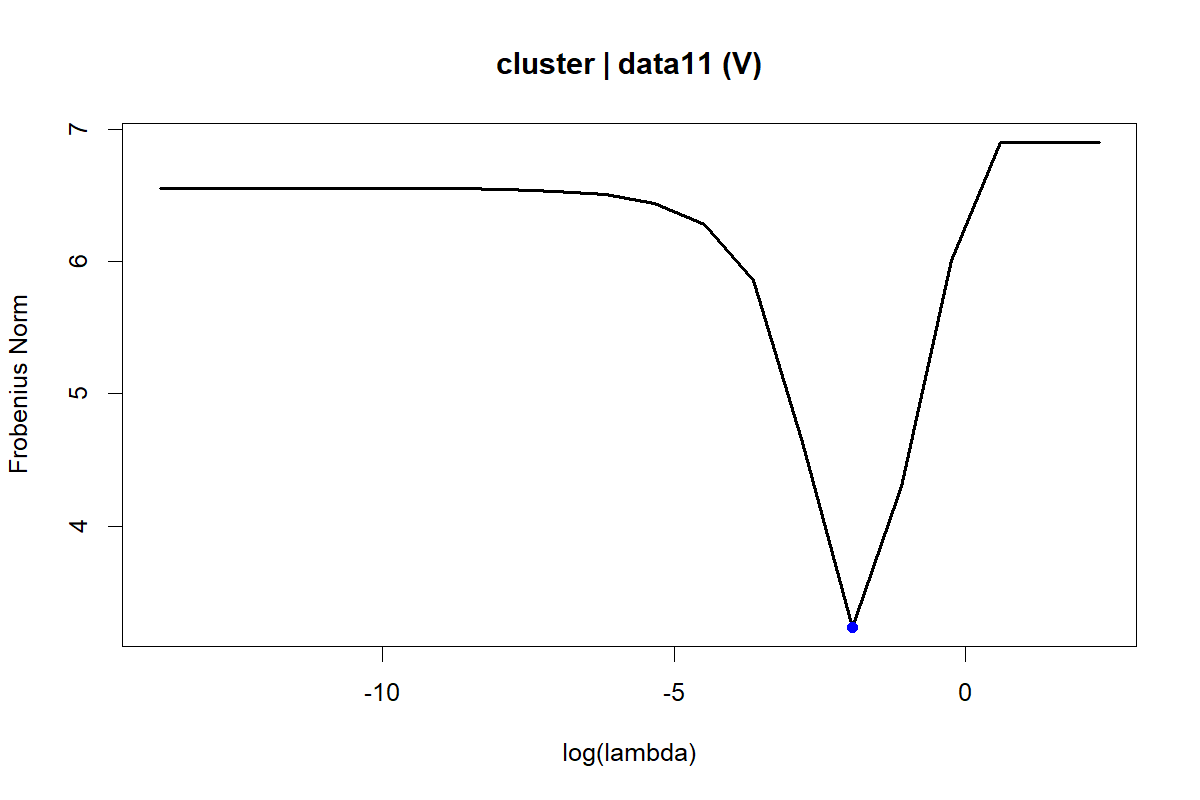 cluster | data11 (V)
Frobenius Norm
7
6
5
4
-10 -5 0
log(lambda)